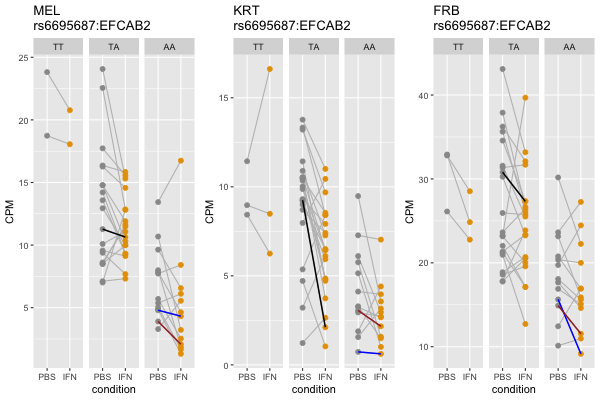 MEL
rs6695687:EFCAB2
TT TA AA
25
20
15
10
5
CPM
PBS IFN PBS IFN PBS IFN
condition
KRT
rs6695687:EFCAB2
TT TA AA
15
10
5
0
CPM
PBS IFN PBS IFN PBS IFN
condition
FRB
rs6695687:EFCAB2
TT TA AA
40
30
20
10
CPM
PBS IFN PBS IFN PBS IFN
condition